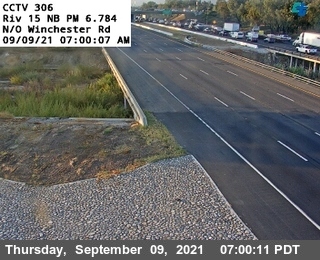 CCTV 306
Riv 15 NB PM 6.784
N/O Winchester Rd
09/09/21 07:00:07 AM
Thursday, September 09, 2021 07:00:11 PDT